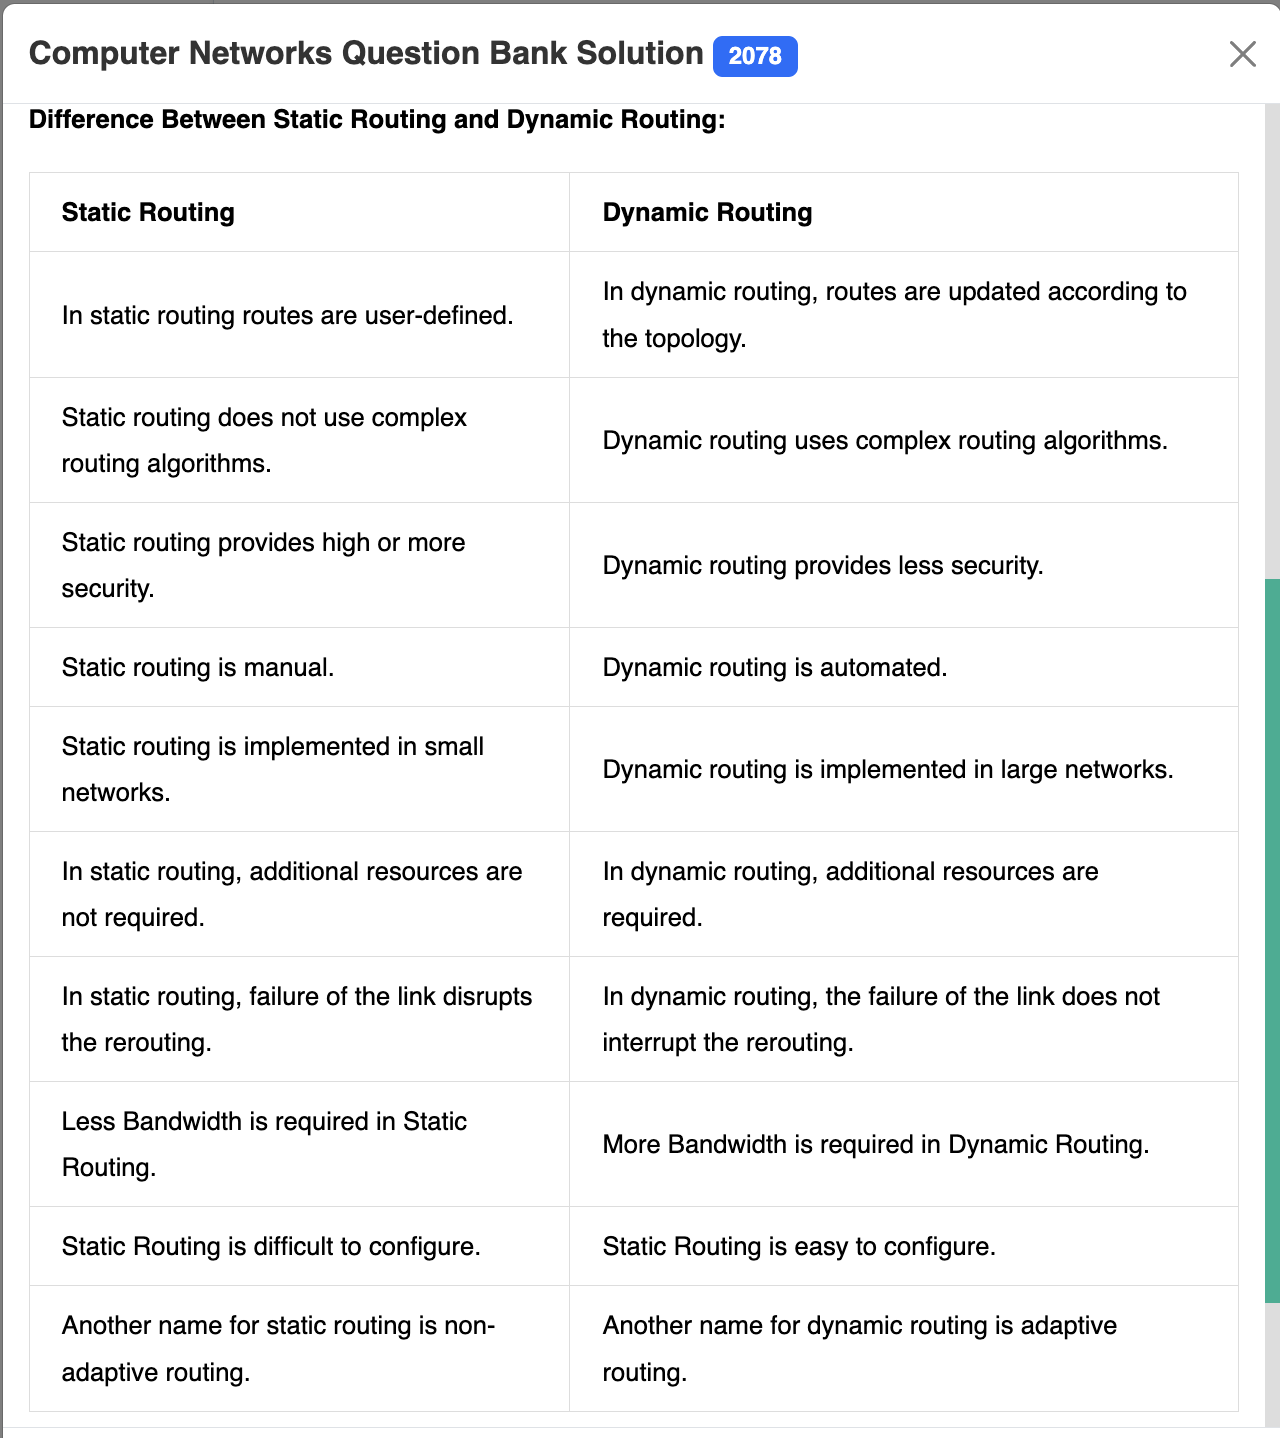 Computer Networks Question Bank Solution 2078
Difference Between Static Routing and Dynamic Routing:
Static Routing
Dynamic Routing
In static routing routes are user-defined.
In dynamic routing, routes are updated according to
the topology.
Static routing does not use complex
routing algorithms.
Dynamic routing uses complex routing algorithms.
Static routing provides high or more
security.
Dynamic routing provides less security.
Static routing is manual.
Dynamic routing is automated.
Static routing is implemented in small
networks.
Dynamic routing is implemented in large networks.
In static routing, additional resources are
not required.
In dynamic routing, additional resources are
required.
In static routing, failure of the link disrupts
the rerouting.
In dynamic routing, the failure of the link does not
interrupt the rerouting.
Less Bandwidth is required in Static
Routing.
More Bandwidth is required in Dynamic Routing.
Static Routing is difficult to configure.
Static Routing is easy to configure.
Another name for static routing is non-
adaptive routing.
Another name for dynamic routing is adaptive
routing.